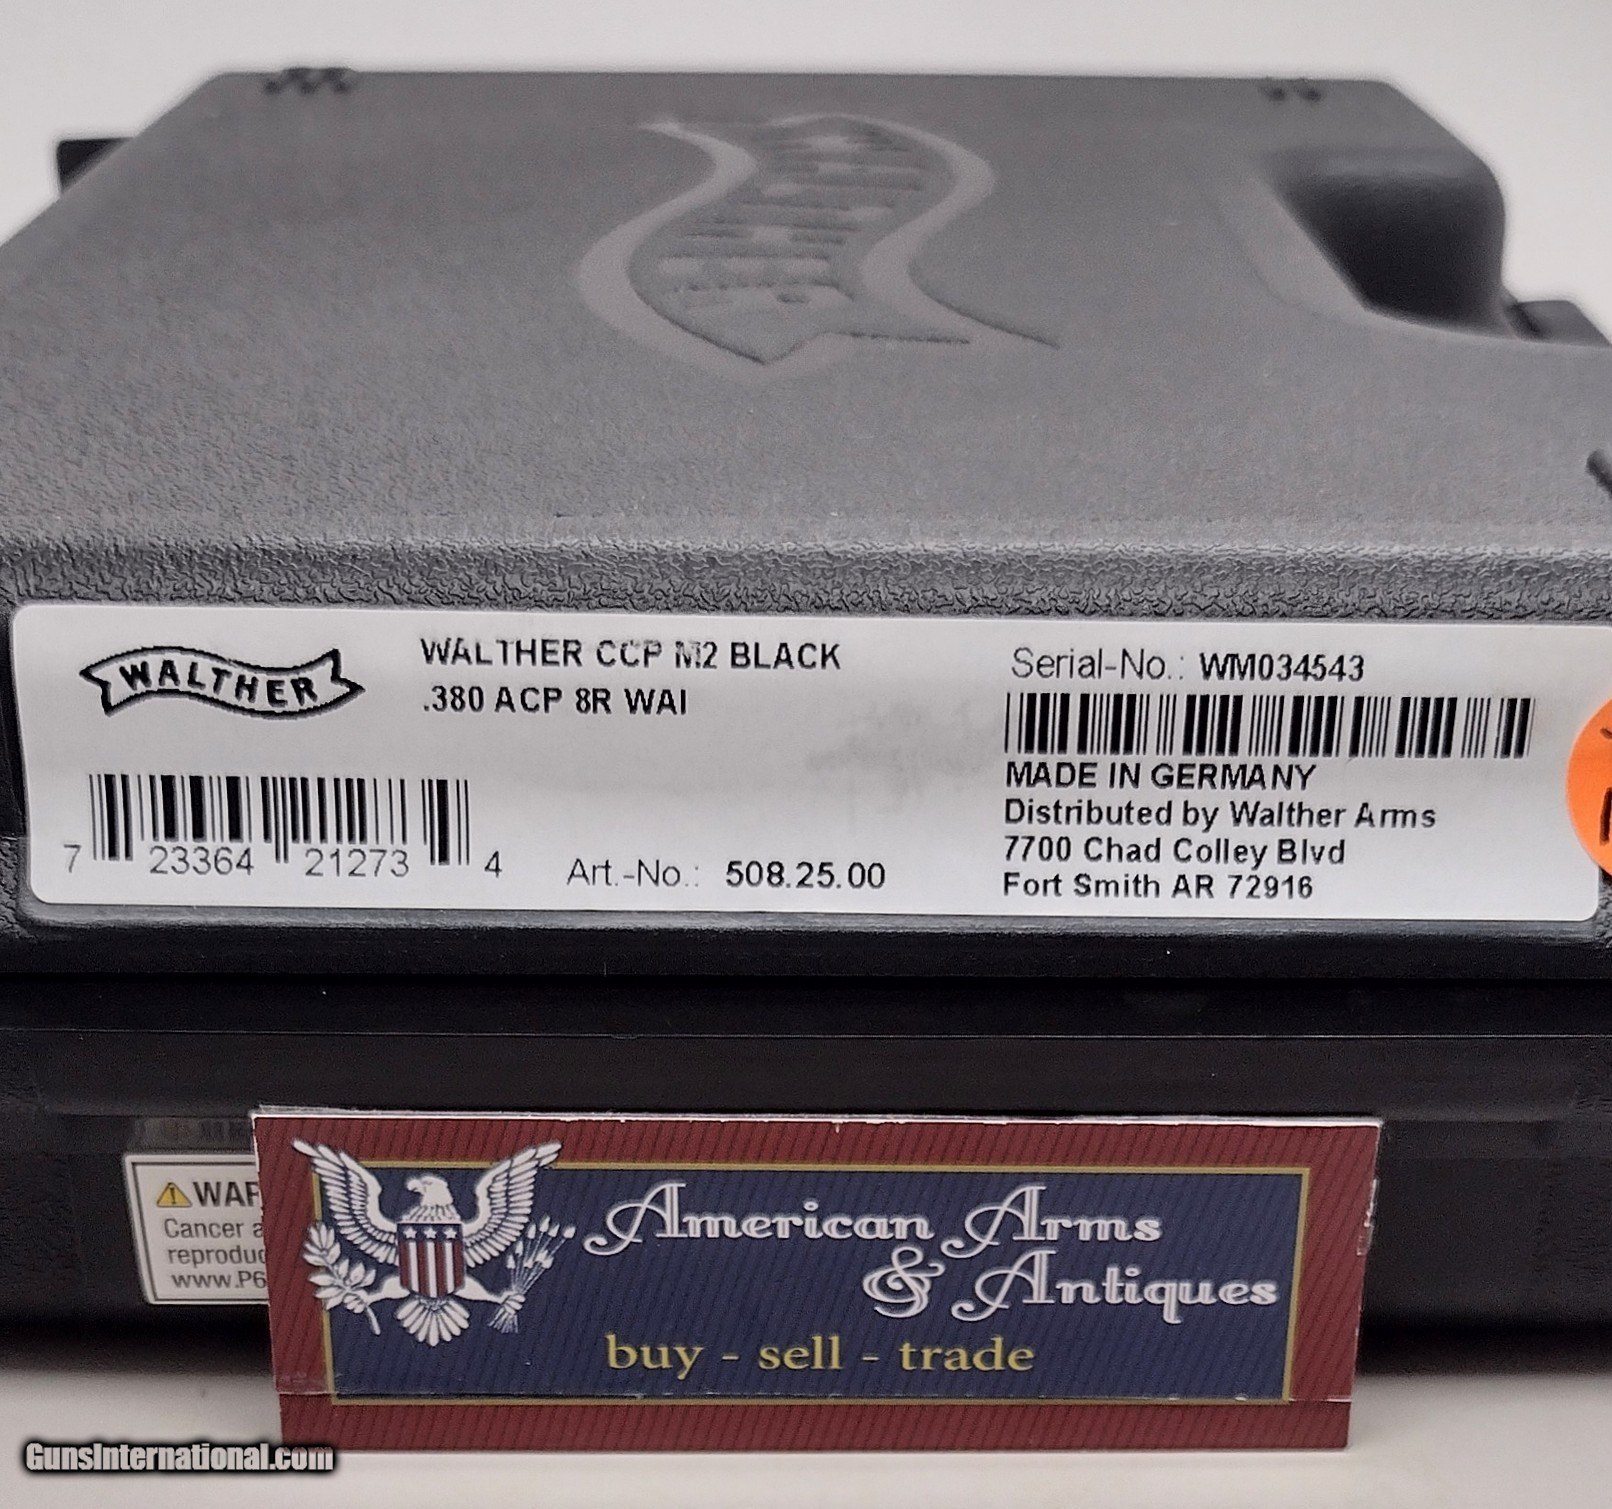 WALTHER
WALTHER CCP M2 BLACK
.380 ACP 8R WAI
7 23364 21273 4
Art.-No.: 508.25.00
Serial-No.: WM034543
MADE IN GERMANY
Distributed by Walther Arms
7700 Chad Colley Blvd
Fort Smith AR 72916
WAR
Cancer a
reproduc
www.P6
American Arms
& Antiques
buy - sell - trade
GunsInternational.com